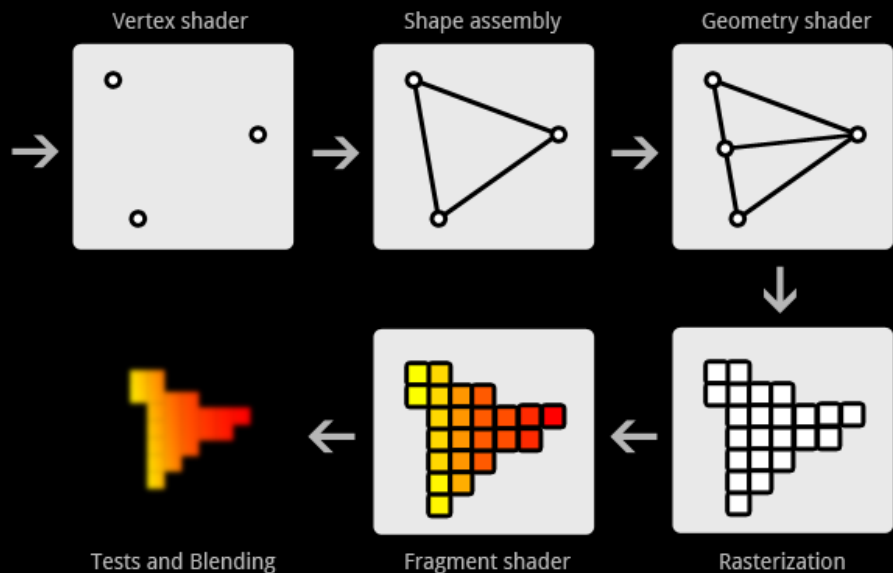 Vertex shader
Shape assembly
Geometry shader
Tests and Blending
Fragment shader
Rasterization